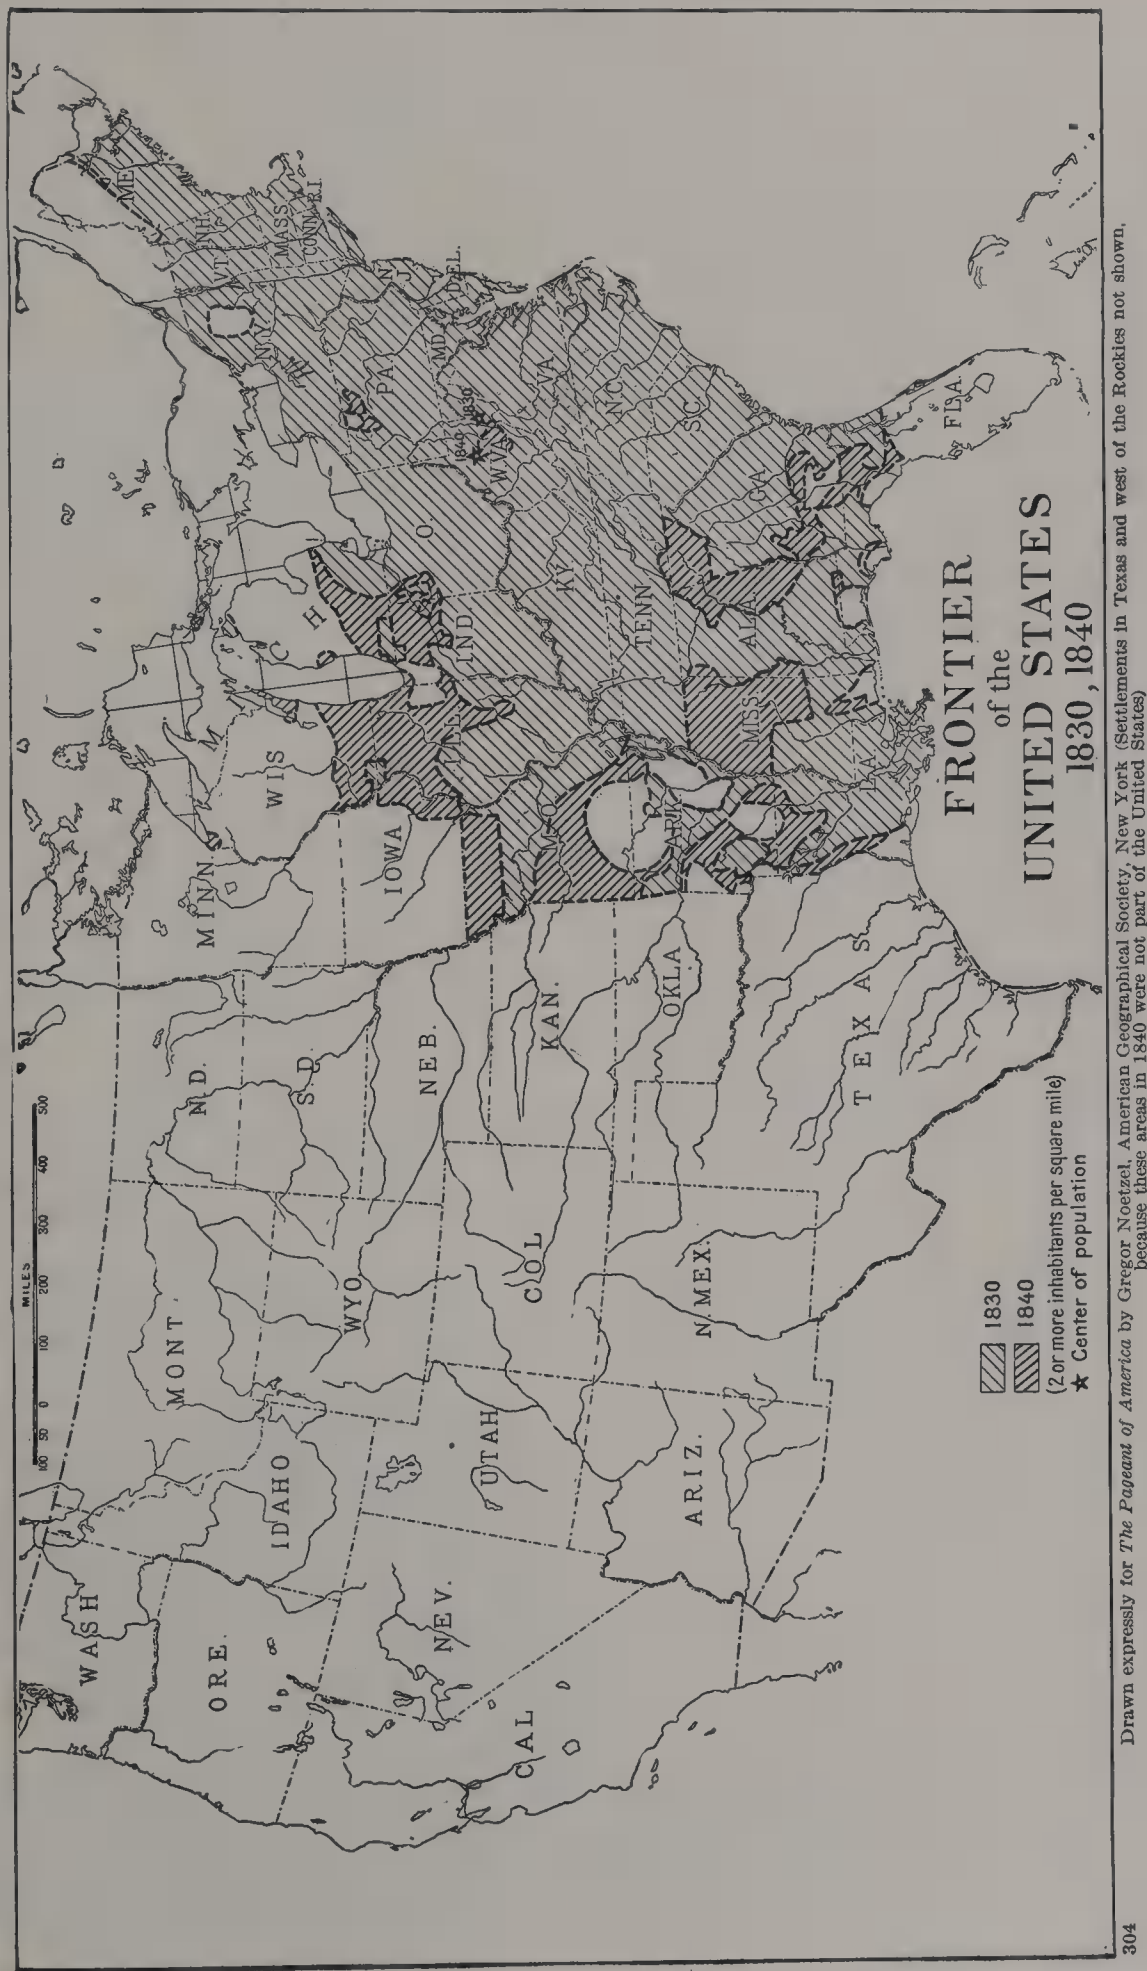 FRONTIER
of the
UNITED STATES
1830, 1840
MILES
100 50 0 100 200 300 400 500
WASH
ORE.
CAL
NEV.
IDAHO
MONT
WYO.
UTAH
ARIZ.
COL
N. MEX.
N. D.
S. D.
NEB.
KAN.
OKLA
TEXAS
MINN.
IOWA
MO.
ARK
LA.
WIS
MICH
ILL
IND
O.
KY
TENN
MISS
ALA
GA.
FLA.
S.C.
N.C.
VA
W.VA
MD.
DEL.
PA
N.J.
N.Y.
VT
N.H.
MASS.
CONN.
R.I.
ME
1840
1830
1830
1840
(2 or more inhabitants per square mile)
★ Center of population
304
Drawn expressly for The Pageant of America by Gregor Noetzel, American Geographical Society, New York (Settlements in Texas and west of the Rockies not shown,
because these areas in 1840 were not part of the United States)